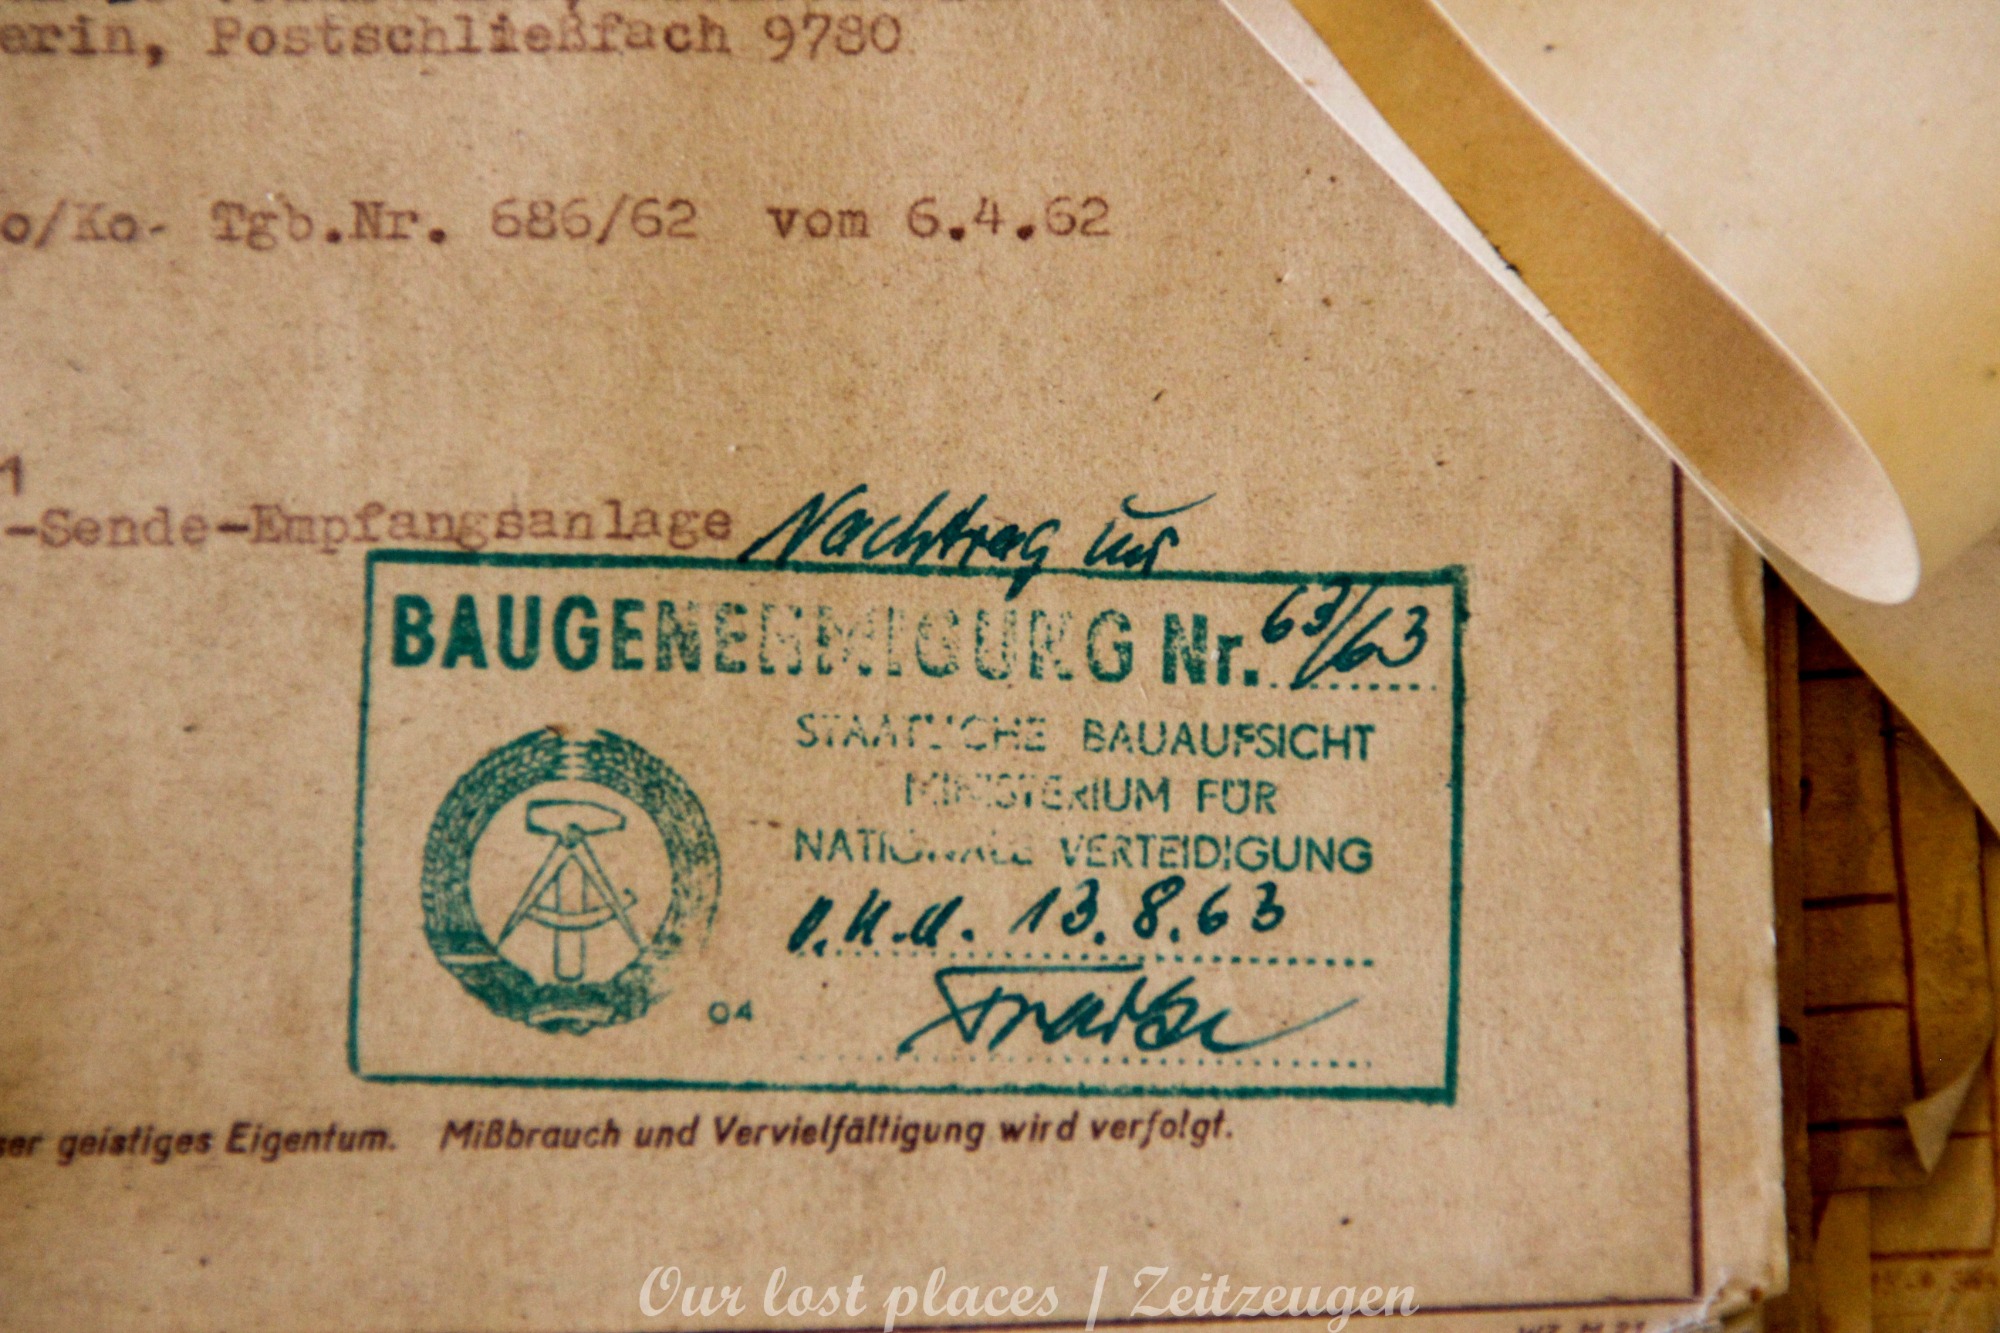 erin, Postschließfach 9780
o/Ko- Tgb.Nr. 686/62 vom 6.4.62
1
-Sende-Empfangsanlage
Nachtrag zur
BAUGENEHMIGUNG Nr. 63/63
STAATLICHE BAUAUFSICHT
MINISTERIUM FÜR
NATIONALE VERTEIDIGUNG
13.8.63
04
ser geistiges Eigentum. Mißbrauch und Vervielfältigung wird verfolgt.
Our lost places | Zeitzeugen